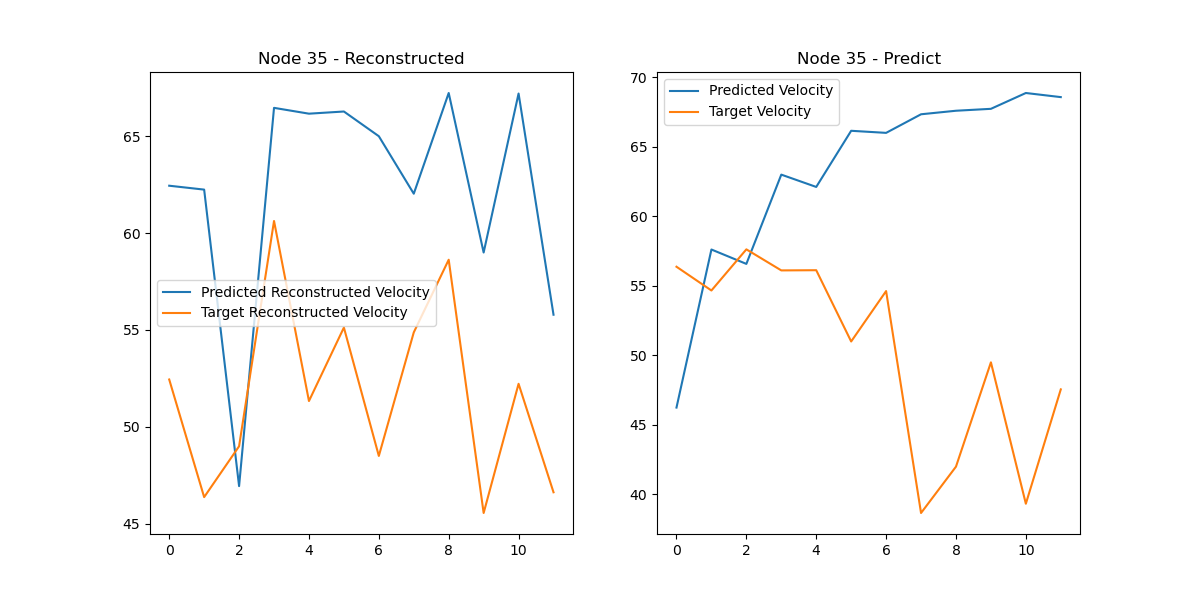 Node 35 - Reconstructed
65
60
55
50
45
0 2 4 6 8 10
Predicted Reconstructed Velocity
Target Reconstructed Velocity
Node 35 - Predict
70
65
60
55
50
45
40
0 2 4 6 8 10
Predicted Velocity
Target Velocity